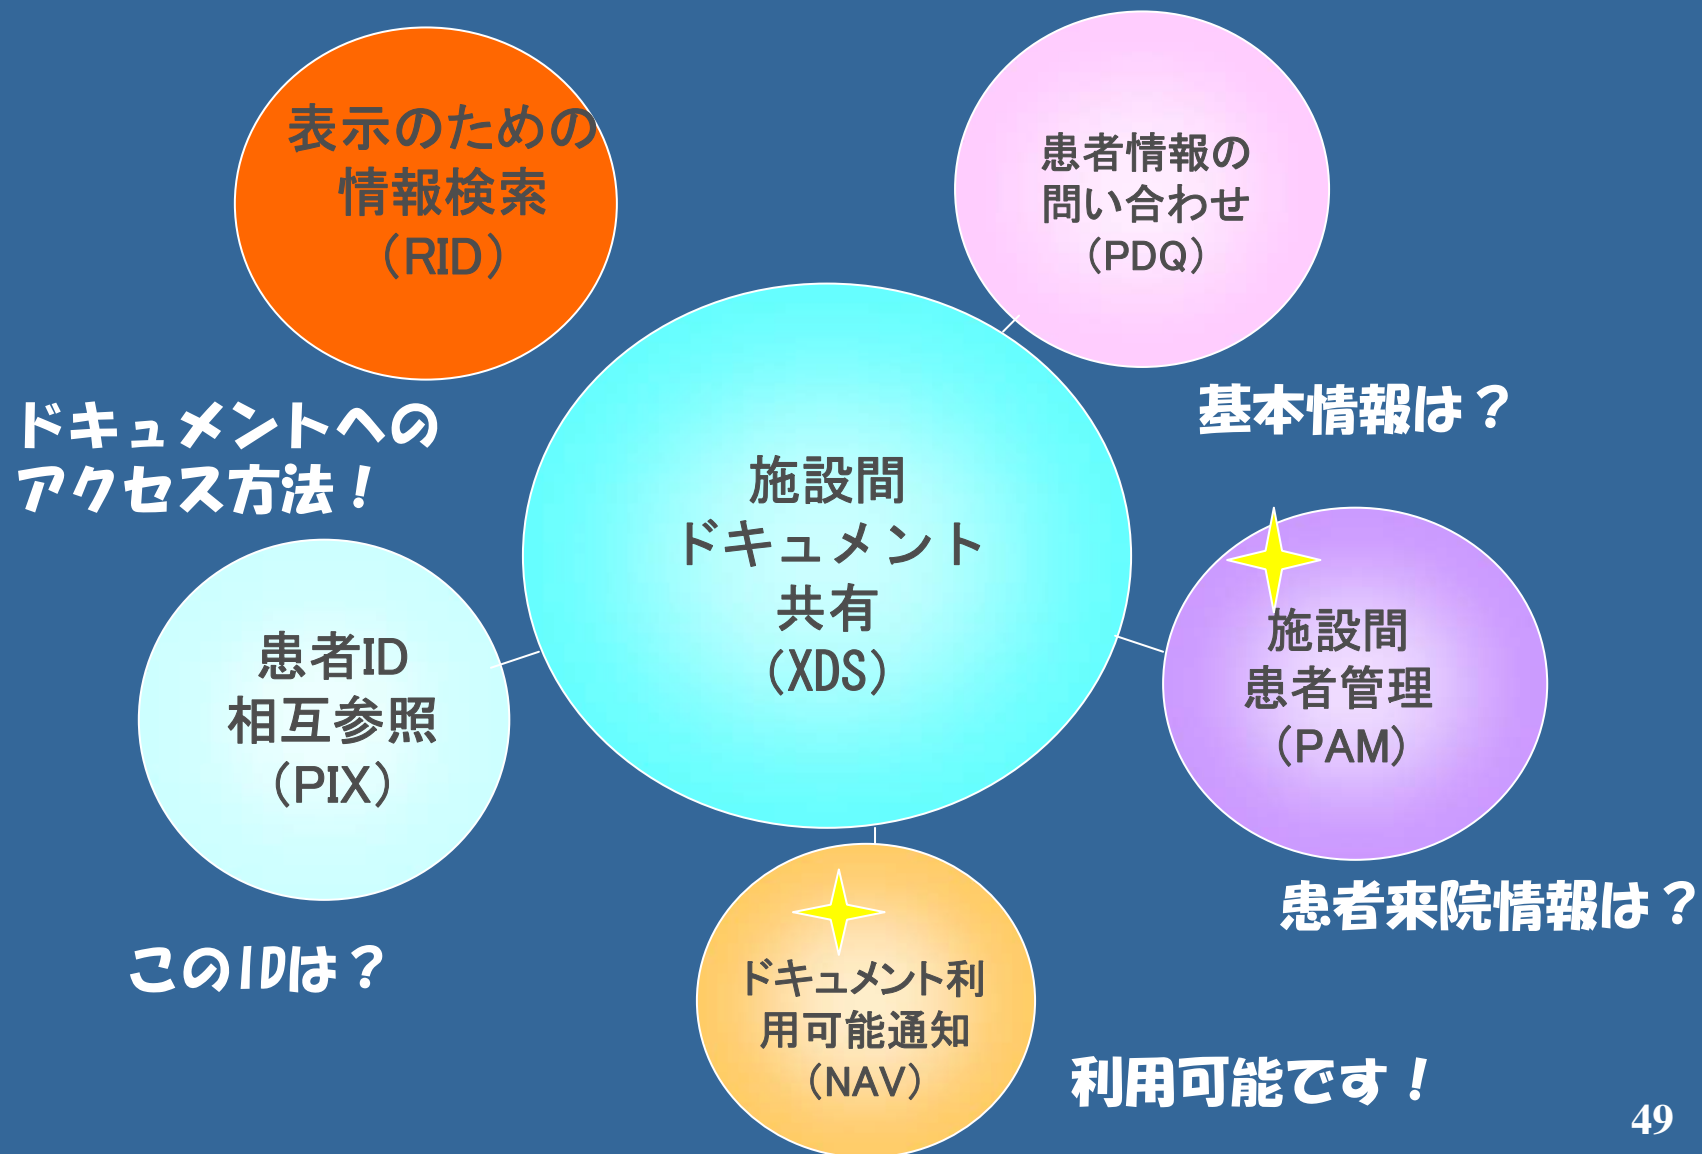 表示のための
情報検索
（RID）
患者情報の
問い合わせ
（PDQ）
ドキュメントへの
アクセス方法！
基本情報は？
施設間
ドキュメント
共有
（XDS）
患者ID
相互参照
（PIX）
施設間
患者管理
（PAM）
このIDは？
患者来院情報は？
ドキュメント利
用可能通知
（NAV）
利用可能です！
49